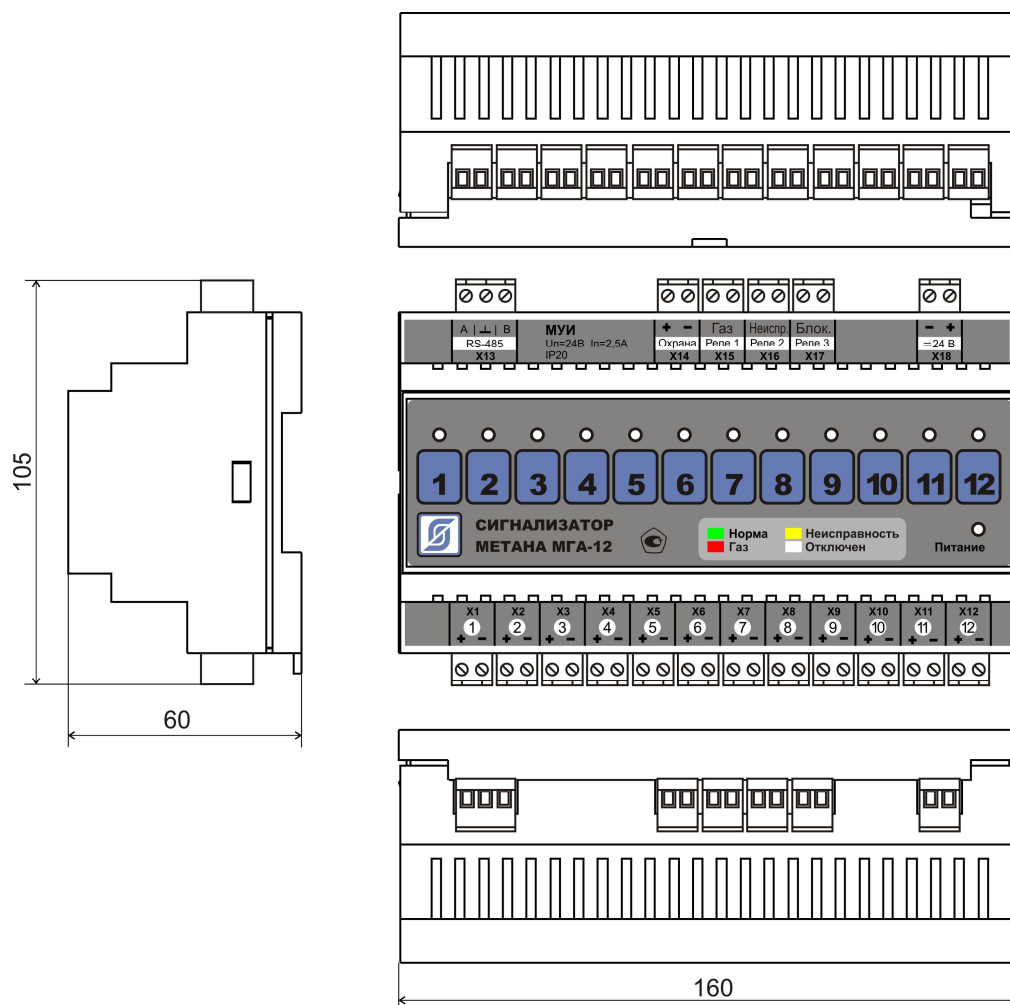 105
60
A | ⊥ | B
RS-485
X13
МУИ
Uп=24В Iп=2,5А
IP20
+ -
Охрана
X14
Газ
Реле 1
X15
Неиспр.
Реле 2
X16
Блок.
Реле 3
X17
- +
=24 В
X18
1 2 3 4 5 6 7 8 9 10 11 12
СИГНАЛИЗАТОР
МЕТАНА МГА-12
Норма
Газ
Неисправность
Отключен
Питание
X1 X2 X3 X4 X5 X6 X7 X8 X9 X10 X11 X12
1 2 3 4 5 6 7 8 9 10 11 12
+ - + - + - + - + - + - + - + - + - + - + - + -
160